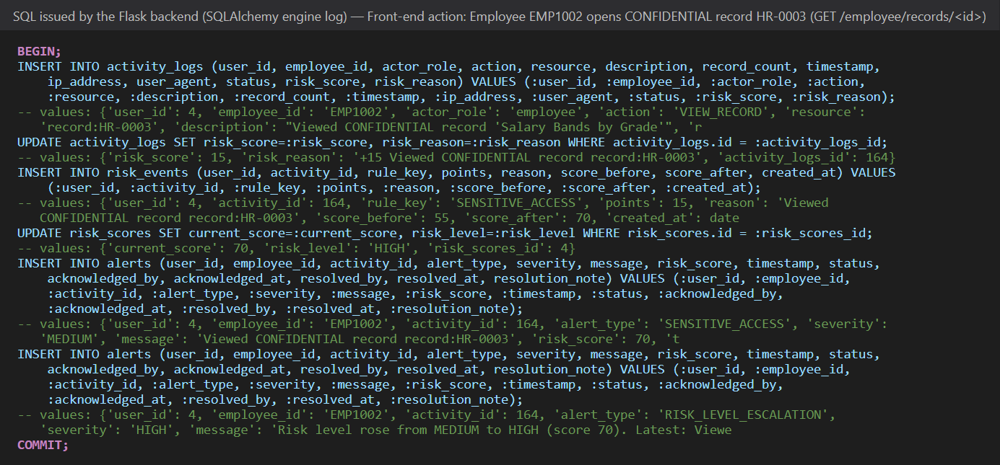 SQL issued by the Flask backend (SQLAlchemy engine log) — Front-end action: Employee EMP1002 opens CONFIDENTIAL record HR-0003 (GET /employee/records/<id>)
BEGIN;
INSERT INTO activity_logs (user_id, employee_id, actor_role, action, resource, description, record_count, timestamp,
ip_address, user_agent, status, risk_score, risk_reason) VALUES (:user_id, :employee_id, :actor_role, :action,
:resource, :description, :record_count, :timestamp, :ip_address, :user_agent, :status, :risk_score, :risk_reason);
-- values: {'user_id': 4, 'employee_id': 'EMP1002', 'actor_role': 'employee', 'action': 'VIEW_RECORD', 'resource':
'record:HR-0003', 'description': "Viewed CONFIDENTIAL record 'Salary Bands by Grade'", 'r
UPDATE activity_logs SET risk_score=:risk_score, risk_reason=:risk_reason WHERE activity_logs.id = :activity_logs_id;
-- values: {'risk_score': 15, 'risk_reason': '+15 Viewed CONFIDENTIAL record record:HR-0003', 'activity_logs_id': 164}
INSERT INTO risk_events (user_id, activity_id, rule_key, points, reason, score_before, score_after, created_at) VALUES
(:user_id, :activity_id, :rule_key, :points, :reason, :score_before, :score_after, :created_at);
-- values: {'user_id': 4, 'activity_id': 164, 'rule_key': 'SENSITIVE_ACCESS', 'points': 15, 'reason': 'Viewed
CONFIDENTIAL record record:HR-0003', 'score_before': 55, 'score_after': 70, 'created_at': date
UPDATE risk_scores SET current_score=:current_score, risk_level=:risk_level WHERE risk_scores.id = :risk_scores_id;
-- values: {'current_score': 70, 'risk_level': 'HIGH', 'risk_scores_id': 4}
INSERT INTO alerts (user_id, employee_id, activity_id, alert_type, severity, message, risk_score, timestamp, status,
acknowledged_by, acknowledged_at, resolved_by, resolved_at, resolution_note) VALUES (:user_id, :employee_id,
:activity_id, :alert_type, :severity, :message, :risk_score, :timestamp, :status, :acknowledged_by,
:acknowledged_at, :resolved_by, :resolved_at, :resolution_note);
-- values: {'user_id': 4, 'employee_id': 'EMP1002', 'activity_id': 164, 'alert_type': 'SENSITIVE_ACCESS', 'severity':
'MEDIUM', 'message': 'Viewed CONFIDENTIAL record record:HR-0003', 'risk_score': 70, 't
INSERT INTO alerts (user_id, employee_id, activity_id, alert_type, severity, message, risk_score, timestamp, status,
acknowledged_by, acknowledged_at, resolved_by, resolved_at, resolution_note) VALUES (:user_id, :employee_id,
:activity_id, :alert_type, :severity, :message, :risk_score, :timestamp, :status, :acknowledged_by,
:acknowledged_at, :resolved_by, :resolved_at, :resolution_note);
-- values: {'user_id': 4, 'employee_id': 'EMP1002', 'activity_id': 164, 'alert_type': 'RISK_LEVEL_ESCALATION',
'severity': 'HIGH', 'message': 'Risk level rose from MEDIUM to HIGH (score 70). Latest: Viewe
COMMIT;